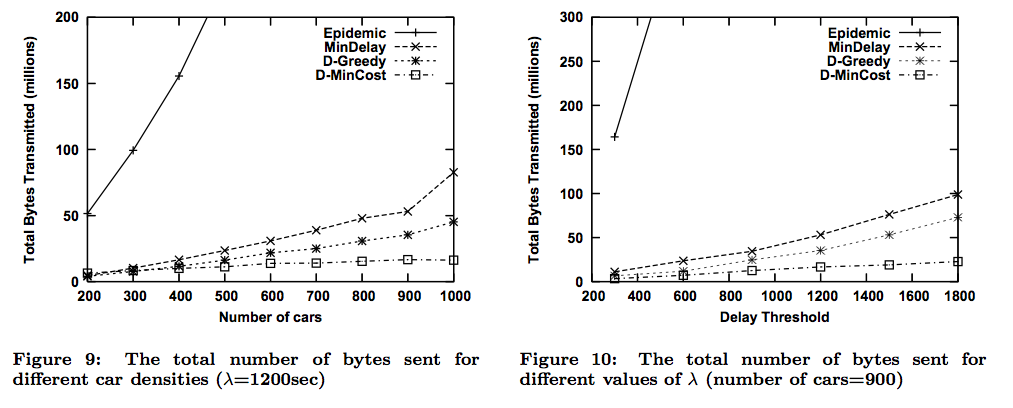 Total Bytes Transmitted (millions)
200
150
100
50
0
Epidemic
MinDelay
D-Greedy
D-MinCost
200 300 400 500 600 700 800 900 1000
Number of cars
Figure 9: The total number of bytes sent for
different car densities (λ=1200sec)
Total Bytes Transmitted (millions)
300
250
200
150
100
50
0
Epidemic
MinDelay
D-Greedy
D-MinCost
200 400 600 800 1000 1200 1400 1600 1800
Delay Threshold
Figure 10: The total number of bytes sent for
different values of λ (number of cars=900)